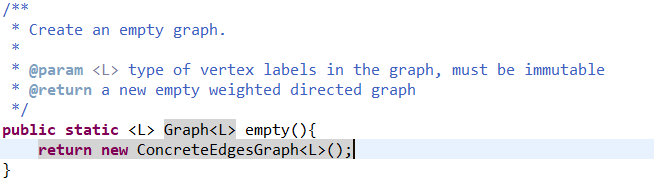 /**
 * Create an empty graph.
 *
 * @param <L> type of vertex labels in the graph, must be immutable
 * @return a new empty weighted directed graph
 */
public static <L> Graph<L> empty(){
    return new ConcreteEdgesGraph<L>();
}